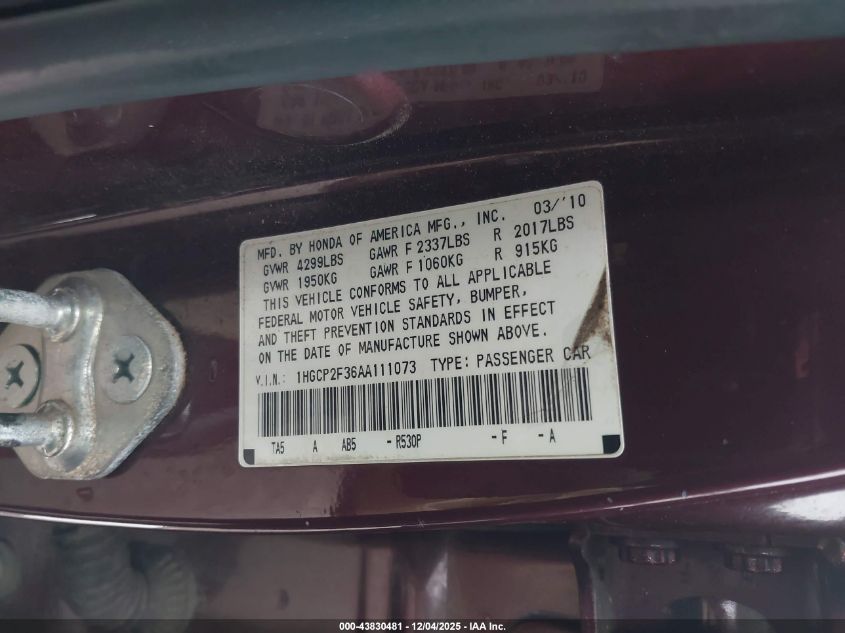 MFD. BY HONDA OF AMERICA MFG., INC. 03/'10
GVWR 4299LBS GAWR F 2337LBS R 2017LBS
GVWR 1950KG GAWR F 1060KG R 915KG
THIS VEHICLE CONFORMS TO ALL APPLICABLE
FEDERAL MOTOR VEHICLE SAFETY, BUMPER,
AND THEFT PREVENTION STANDARDS IN EFFECT
ON THE DATE OF MANUFACTURE SHOWN ABOVE.
V.I.N.: 1HGCP2F36AA111073 TYPE: PASSENGER CAR
TA5 A AB5 - R530P - F - A
000-43830481 - 12/04/2025 - IAA Inc.